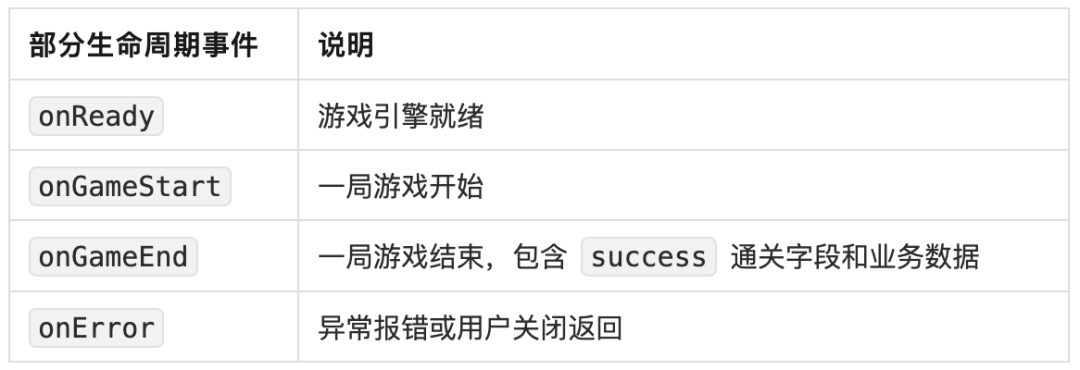 部分生命周期事件 说明
onReady 游戏引擎就绪
onGameStart 一局游戏开始
onGameEnd 一局游戏结束，包含 success 通关字段和业务数据
onError 异常报错或用户关闭返回